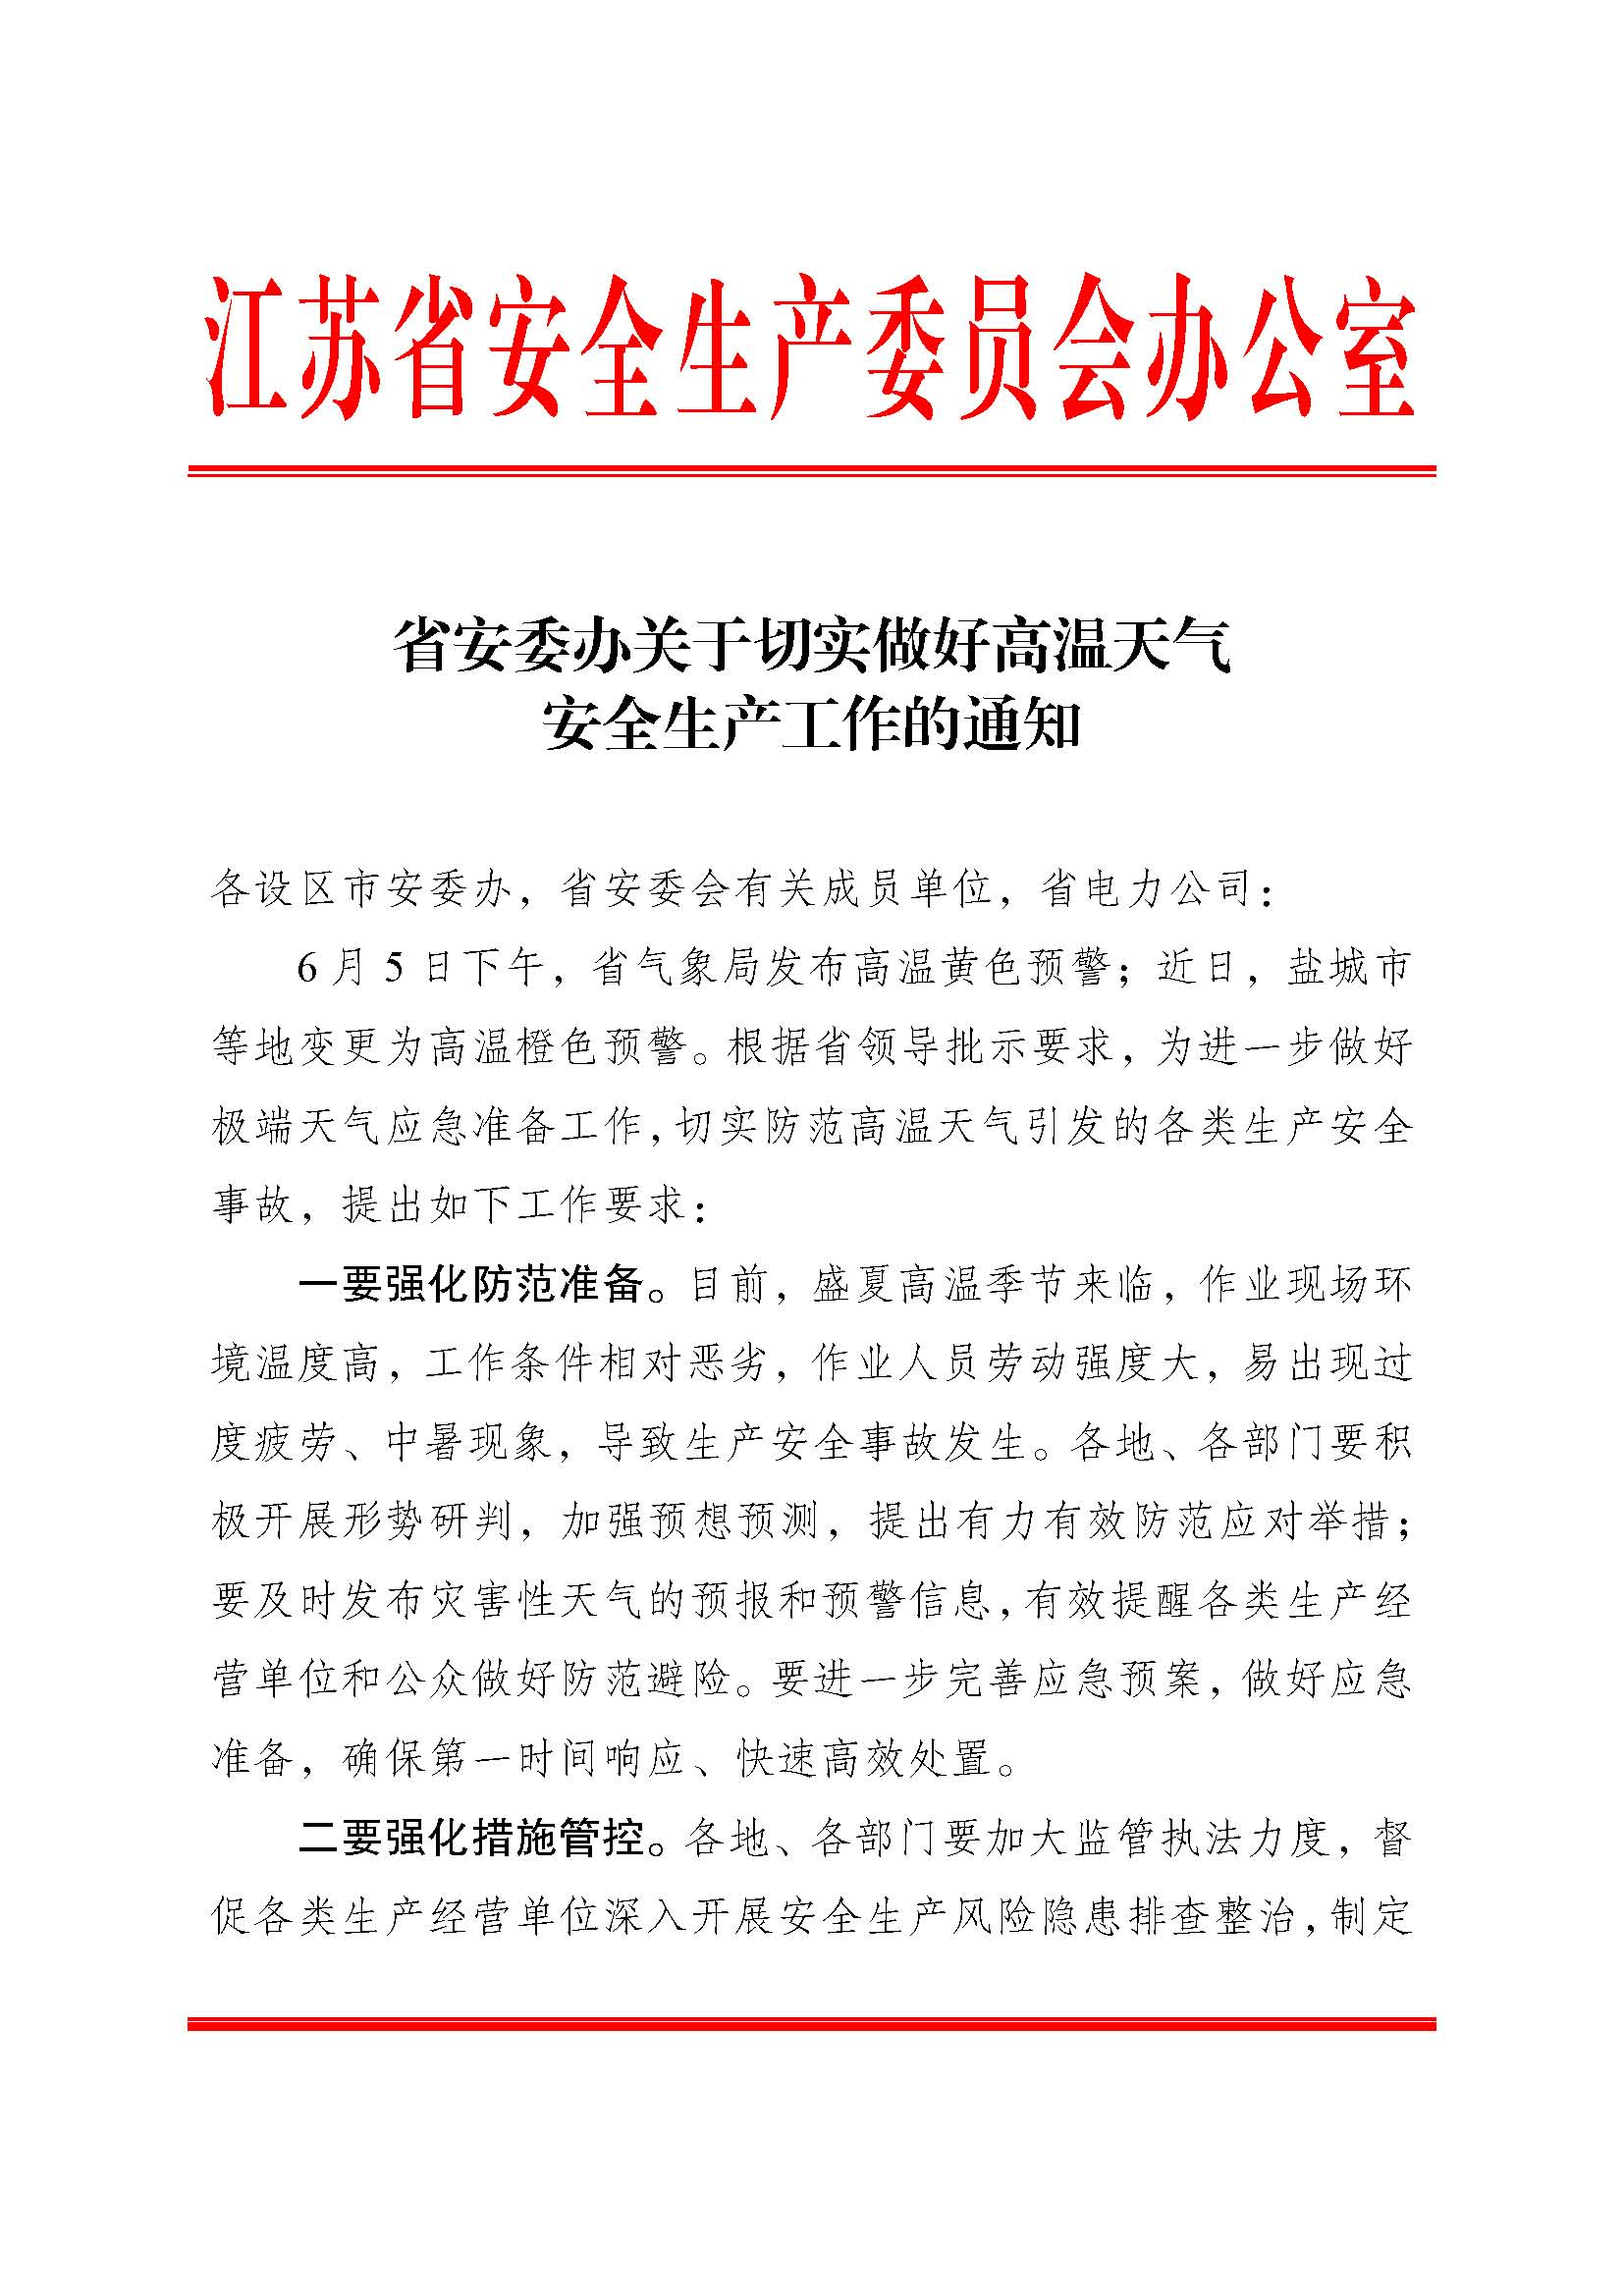 江苏省安全生产委员会办公室
省安委办关于切实做好高温天气
安全生产工作的通知
各设区市安委办，省安委会有关成员单位，省电力公司：
6月5日下午，省气象局发布高温黄色预警；近日，盐城市
等地变更为高温橙色预警。根据省领导批示要求，为进一步做好
极端天气应急准备工作，切实防范高温天气引发的各类生产安全
事故，提出如下工作要求：
一要强化防范准备。目前，盛夏高温季节来临，作业现场环
境温度高，工作条件相对恶劣，作业人员劳动强度大，易出现过
度疲劳、中暑现象，导致生产安全事故发生。各地、各部门要积
极开展形势研判，加强预想预测，提出有力有效防范应对举措；
要及时发布灾害性天气的预报和预警信息，有效提醒各类生产经
营单位和公众做好防范避险。要进一步完善应急预案，做好应急
准备，确保第一时间响应、快速高效处置。
二要强化措施管控。各地、各部门要加大监管执法力度，督
促各类生产经营单位深入开展安全生产风险隐患排查整治，制定